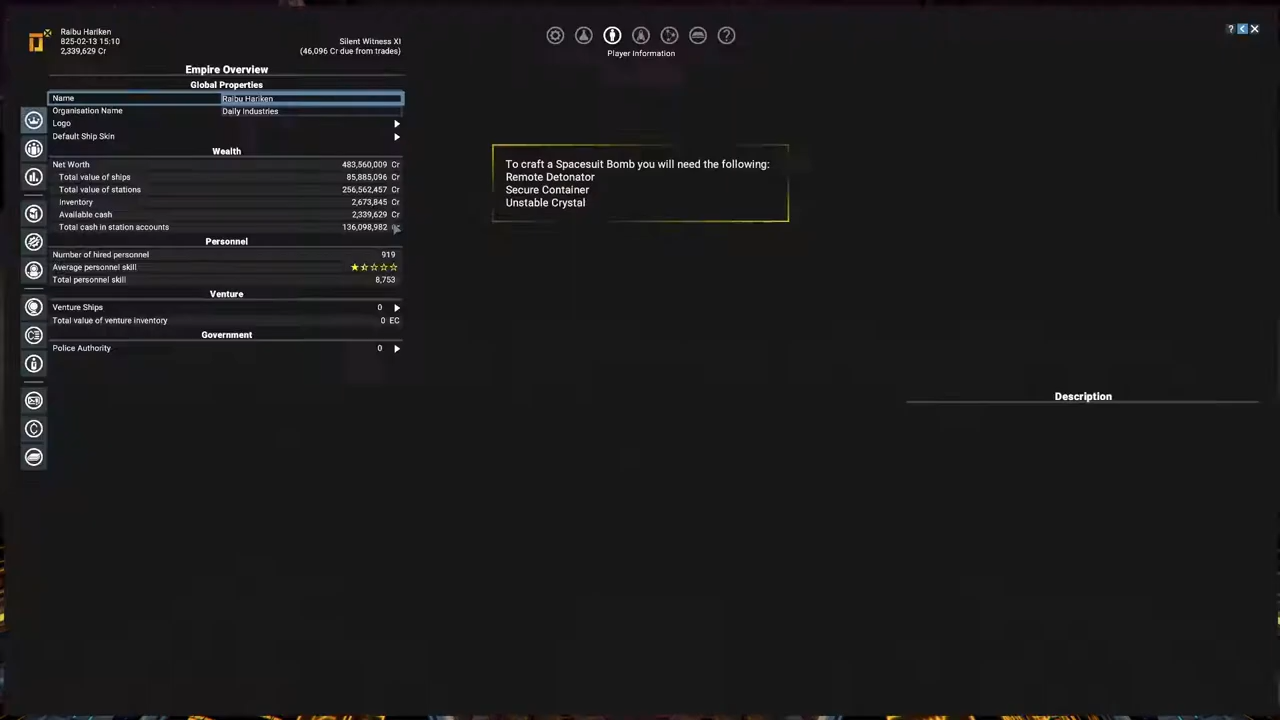 Raibu Hariken
825-02-13 15:10
2,339,629 Cr
Silent Witness XI
(46,096 Cr due from trades)
Player Information
?
Empire Overview
Global Properties
Name Raibu Hariken
Organisation Name Daily Industries
Logo
Default Ship Skin
Wealth
Net Worth 483,560,009 Cr
Total value of ships 85,885,096 Cr
Total value of stations 256,562,457 Cr
Inventory 2,673,845 Cr
Available cash 2,339,629 Cr
Total cash in station accounts 136,098,982
Personnel
Number of hired personnel 919
Average personnel skill
Total personnel skill 8,753
Venture
Venture Ships 0
Total value of venture inventory 0 EC
Government
Police Authority 0
To craft a Spacesuit Bomb you will need the following:
Remote Detonator
Secure Container
Unstable Crystal
Description